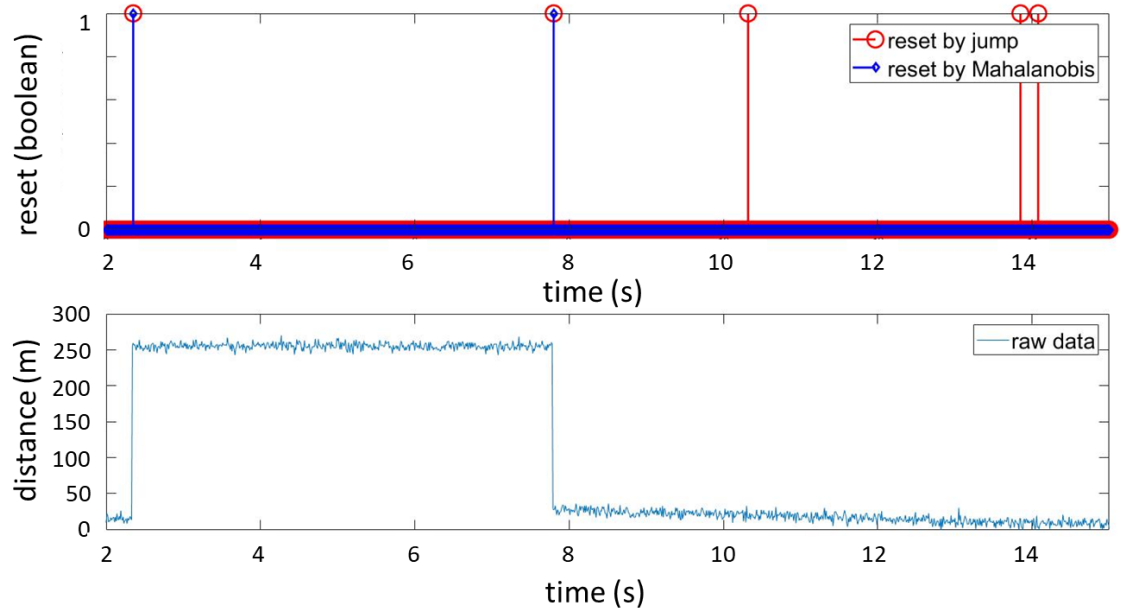 1
reset (boolean)
0
reset by jump
reset by Mahalanobis
2 4 6 8 10 12 14
time (s)
300
250
200
150
100
50
0
distance (m)
raw data
2 4 6 8 10 12 14
time (s)